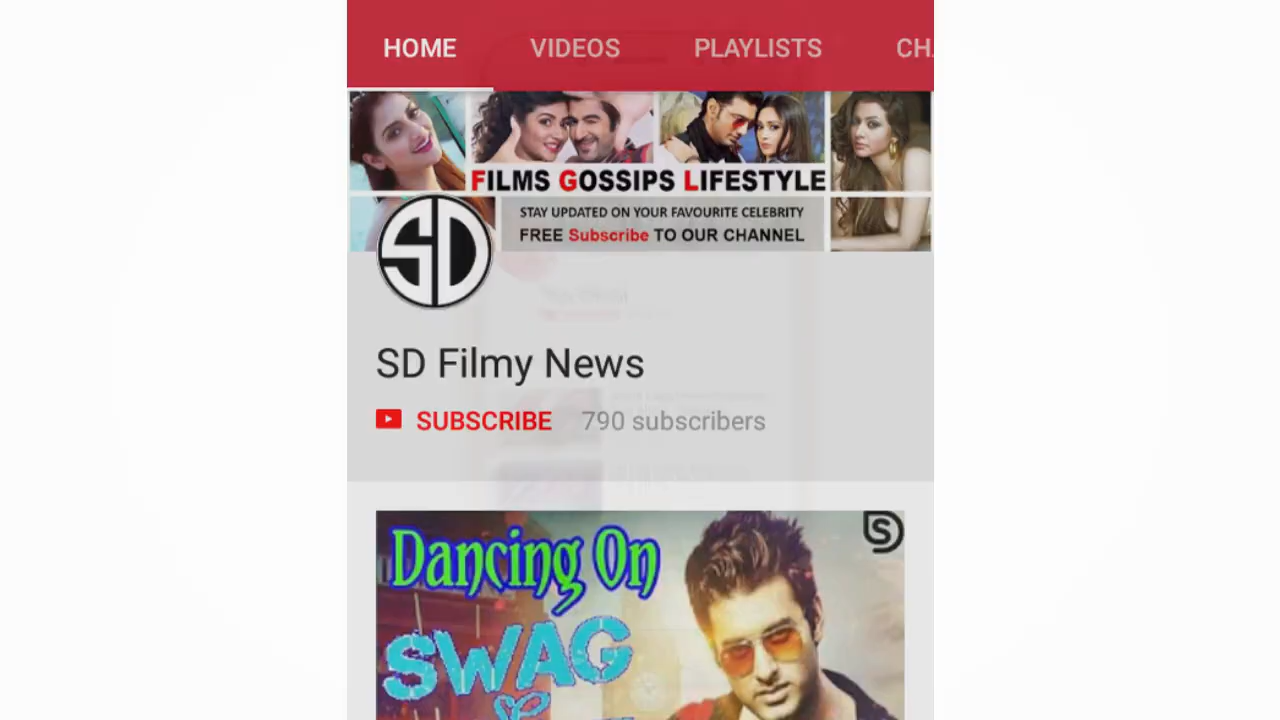 HOME VIDEOS PLAYLISTS CH
FILMS GOSSIPS LIFESTYLE
STAY UPDATED ON YOUR FAVOURITE CELEBRITY
FREE Subscribe TO OUR CHANNEL
SD
SD Filmy News
SUBSCRIBE 790 subscribers
Dancing On
S
SWAG